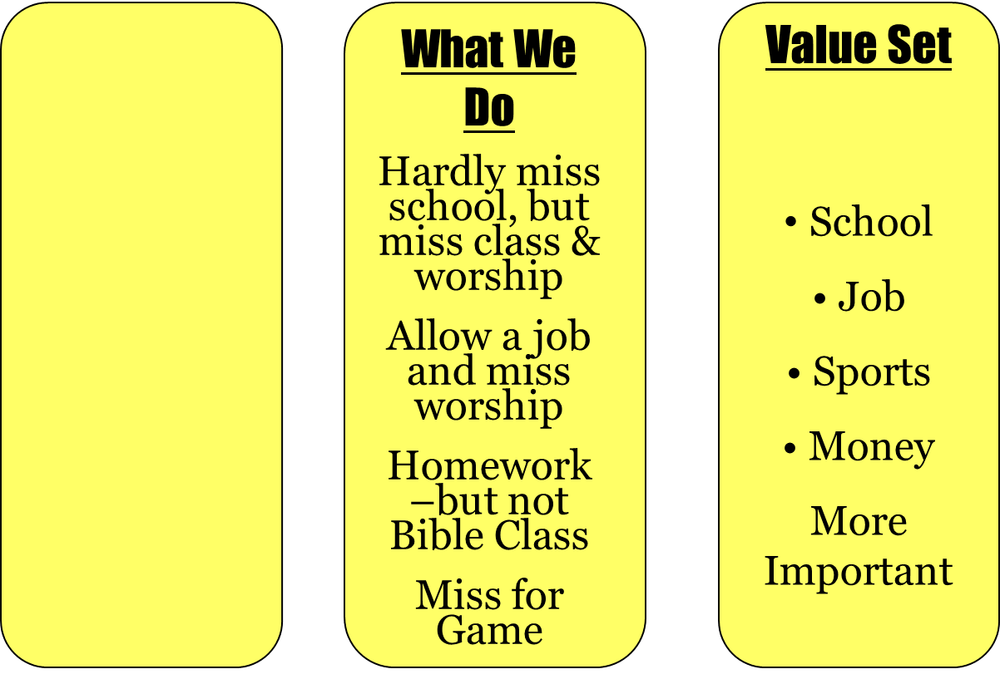 What We
Do
Hardly miss
school, but
miss class &
worship
Allow a job
and miss
worship
Homework
–but not
Bible Class
Miss for
Game
Value Set
• School
• Job
• Sports
• Money
More
Important